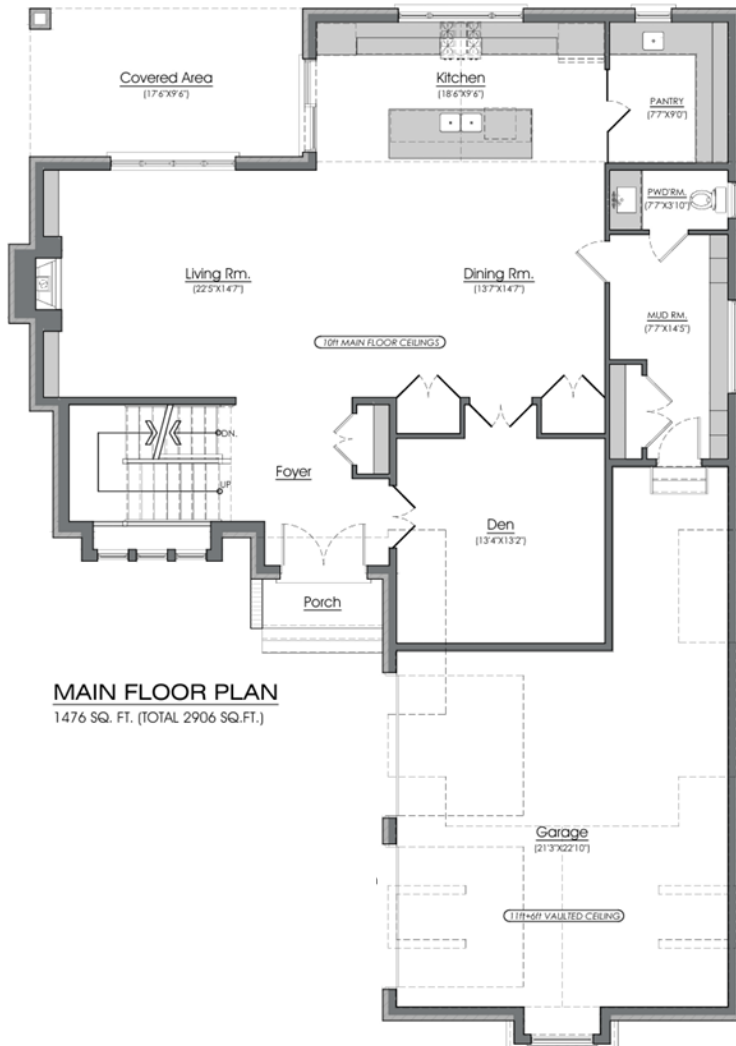 Covered Area
(17'6"X9'6")
Kitchen
(18'6"X9'6")
PANTRY
(7'7"X9'0")
PWD'RM.
(7'7"X3'10")
Living Rm.
(22'5"X14'7")
Dining Rm.
(13'7"X14'7")
MUD RM.
(7'7"X14'5")
10ft MAIN FLOOR CEILINGS
DN.
UP
Foyer
Den
(13'4"X13'2")
Porch
MAIN FLOOR PLAN
1476 SQ. FT. (TOTAL 2906 SQ.FT.)
Garage
(21'3"X22'10")
11ft+6ft VAULTED CEILING